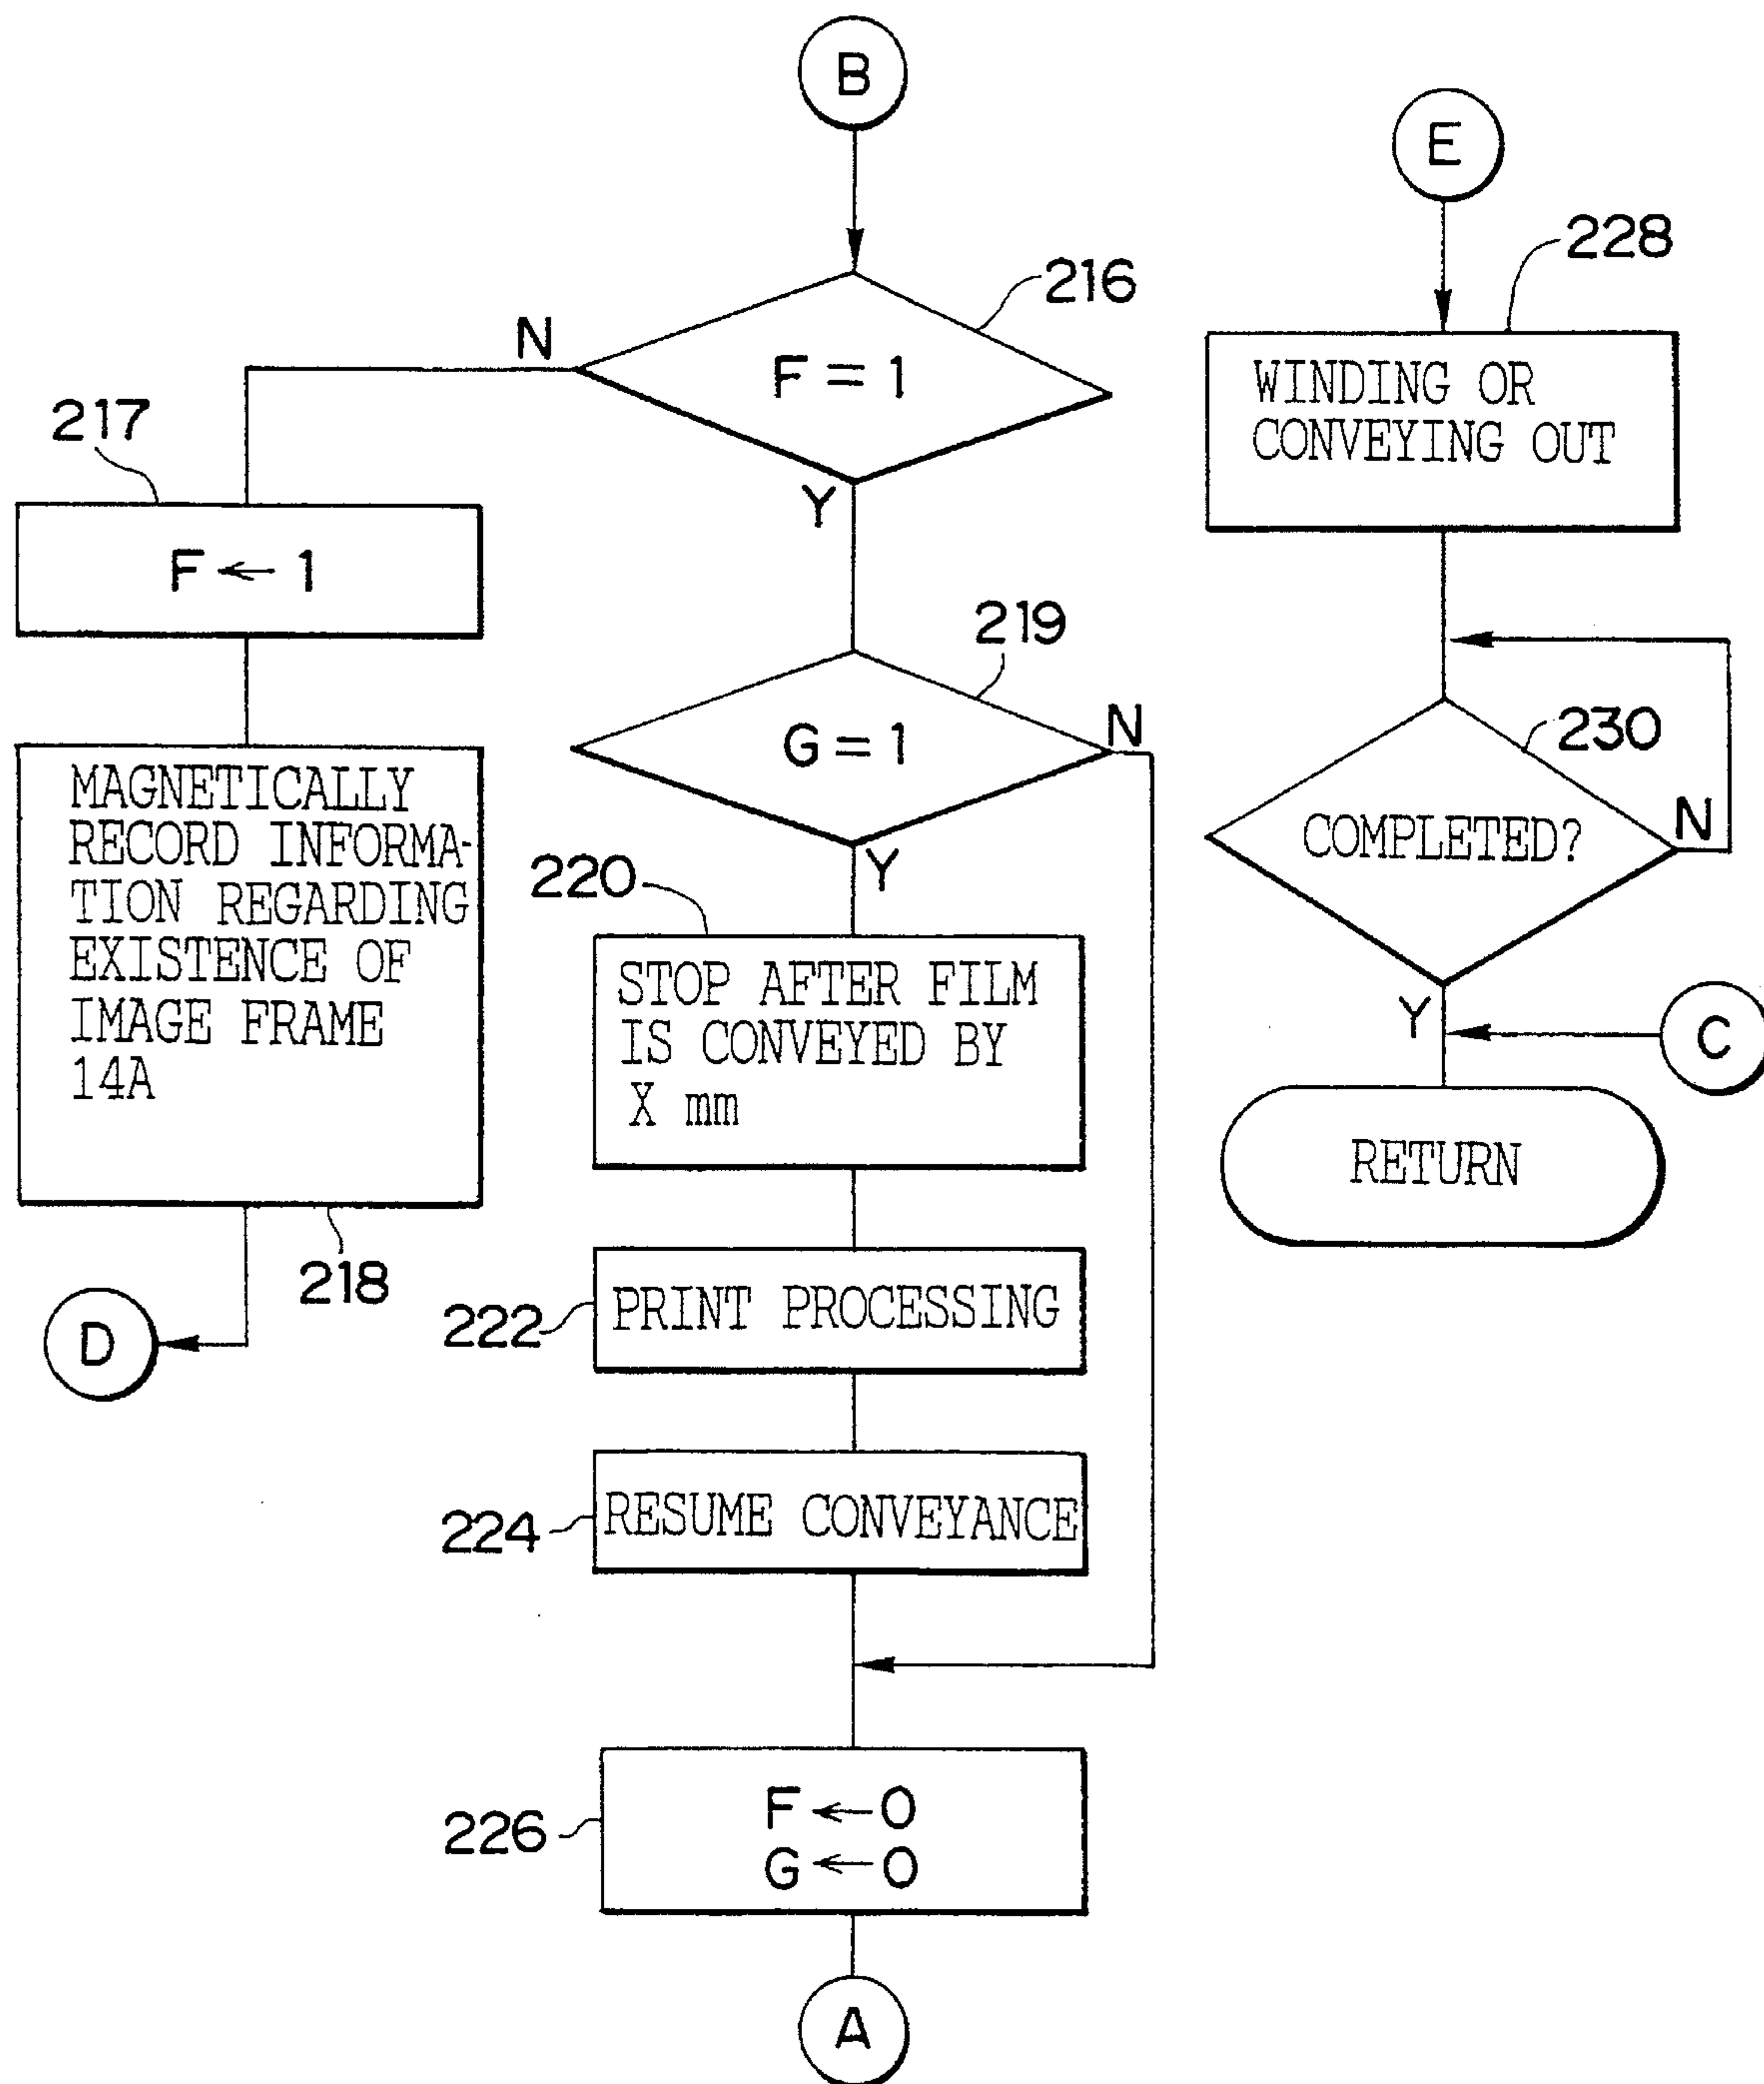 B
216
N
F = 1
Y
217
F ← 1
MAGNETICALLY
RECORD INFORMA-
TION REGARDING
EXISTENCE OF
IMAGE FRAME
14A
218
D
219
G = 1
N
Y
220
STOP AFTER FILM
IS CONVEYED BY
X mm
222
PRINT PROCESSING
224
RESUME CONVEYANCE
226
F ← 0
G ← 0
A
E
228
WINDING OR
CONVEYING OUT
230
COMPLETED?
N
Y
C
RETURN